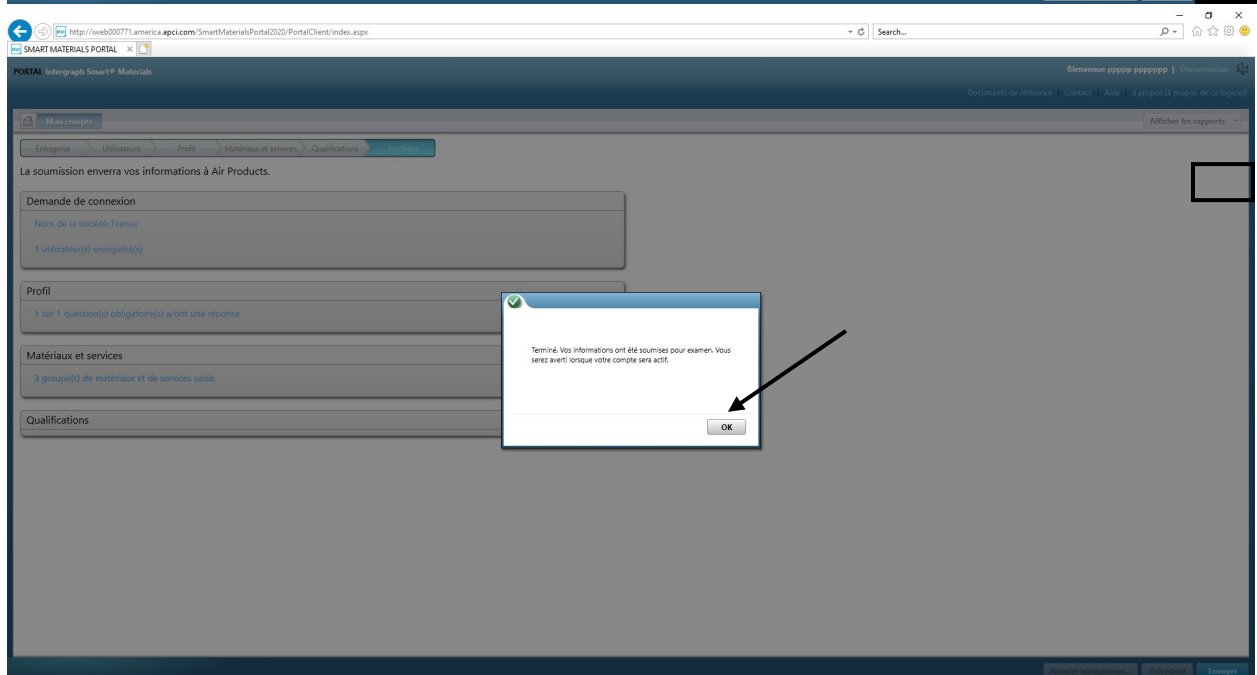 http://iweb000771.america.apci.com/SmartMaterialsPortal2020/PortalClient/index.aspx
Search...
SMART MATERIALS PORTAL
PORTAL Intergraph Smart® Materials
Bienvenue ppppp ppppppp | Déconnexion
Documents de référence | Contact | Aide | à propos (à propos de ce logiciel)
Mon compte
Afficher les rapports
Entreprise Utilisateurs Profil Matériaux et services Qualifications Synthèse
La soumission enverra vos informations à Air Products.
Demande de connexion
Nom de la société: Frense
1 utilisateur(s) enregistré(s)
Profil
1 sur 1 question(s) obligatoire(s) a/ont une réponse
Matériaux et services
3 groupe(s) de matériaux et de services saisis
Qualifications
Terminé. Vos informations ont été soumises pour examen. Vous
serez averti lorsque votre compte sera actif.
OK
Précédent Envoyer